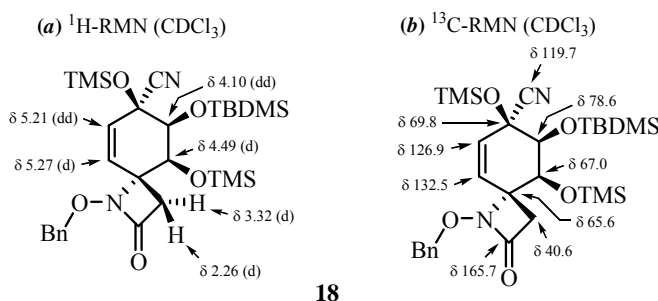 (a) ¹H-RMN (CDCl₃)
TMSO CN
δ 4.10 (dd)
δ 5.21 (dd)
OTBDMS
δ 5.27 (d)
δ 4.49 (d)
OTMS
O-N
H
δ 3.32 (d)
Bn
H
O
δ 2.26 (d)
(b) ¹³C-RMN (CDCl₃)
δ 119.7
TMSO CN
δ 78.6
δ 69.8
OTBDMS
δ 126.9
δ 67.0
δ 132.5
OTMS
O-N
δ 65.6
Bn
δ 40.6
δ 165.7
O
18